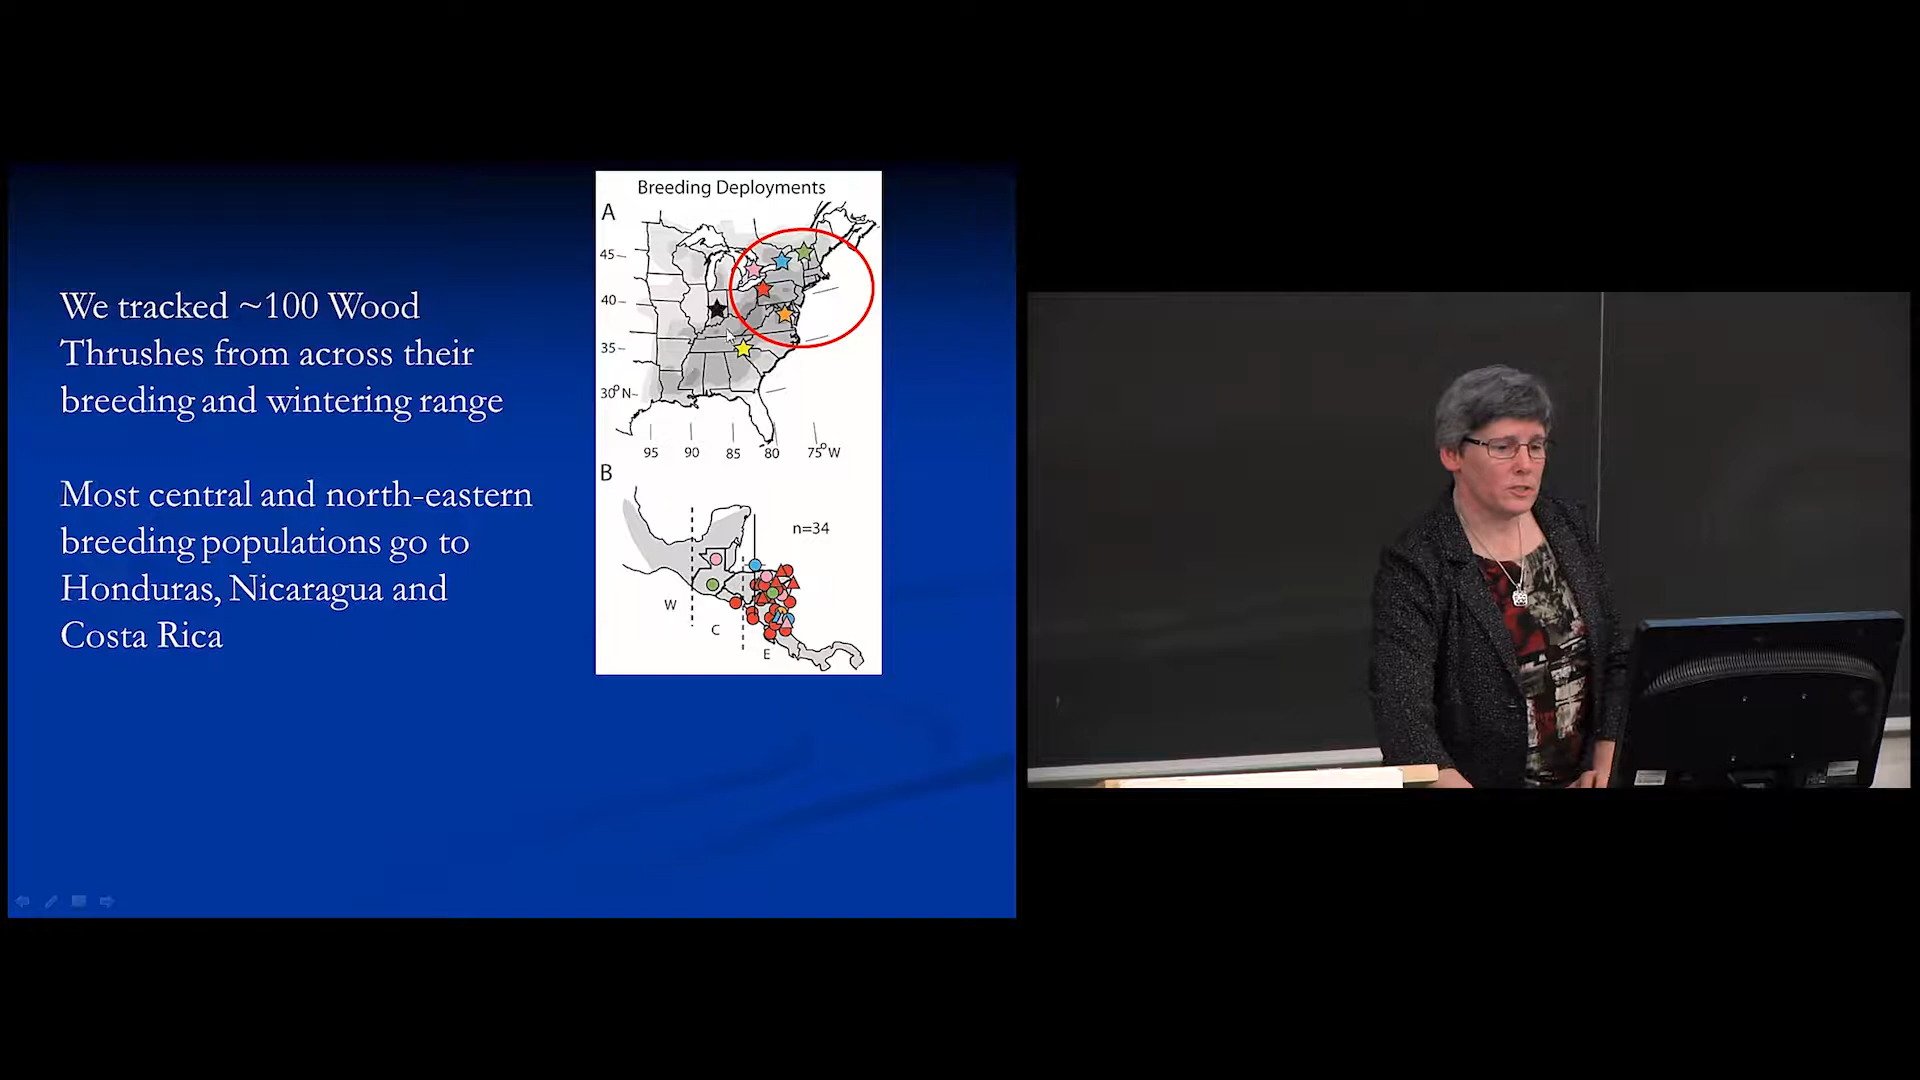 We tracked ~100 Wood
Thrushes from across their
breeding and wintering range
Most central and north-eastern
breeding populations go to
Honduras, Nicaragua and
Costa Rica
Breeding Deployments
A
45
40
35
30° N
95 90 85 80 75° W
B
n=34
W
C
E